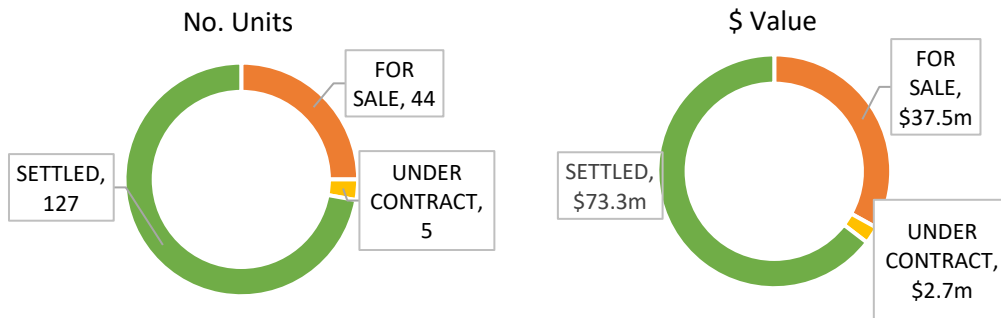 No. Units
FOR
SALE, 44
SETTLED,
127
UNDER
CONTRACT,
5
$ Value
FOR
SALE,
$37.5m
SETTLED,
$73.3m
UNDER
CONTRACT,
$2.7m